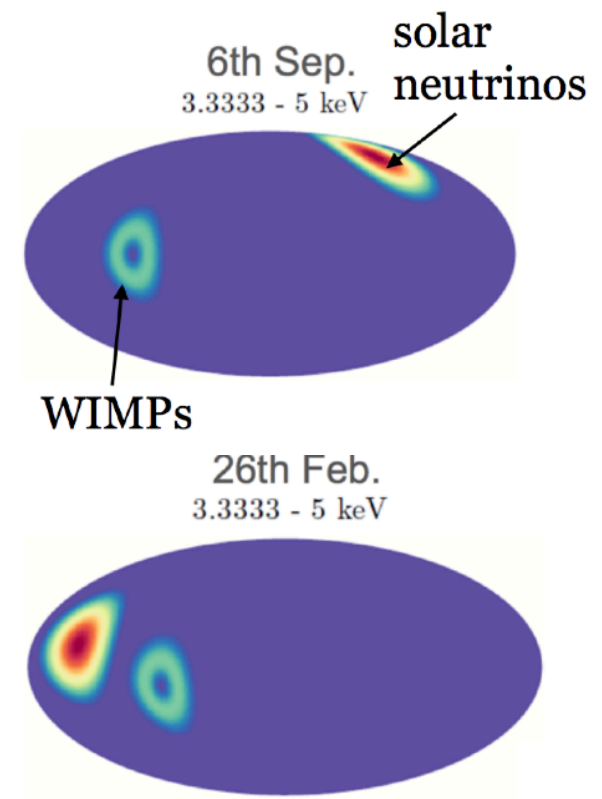 solar
neutrinos
6th Sep.
3.3333 - 5 keV
WIMPs
26th Feb.
3.3333 - 5 keV